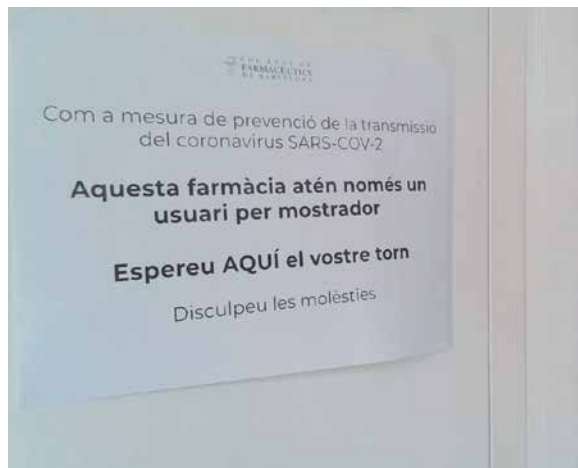 FARMACÈUTICS
Com a mesura de prevenció de la transmissió
del coronavirus SARS-COV-2
Aquesta farmàcia atén només un
usuari per mostrador
Espereu AQUÍ el vostre torn
Disculpeu les molèsties